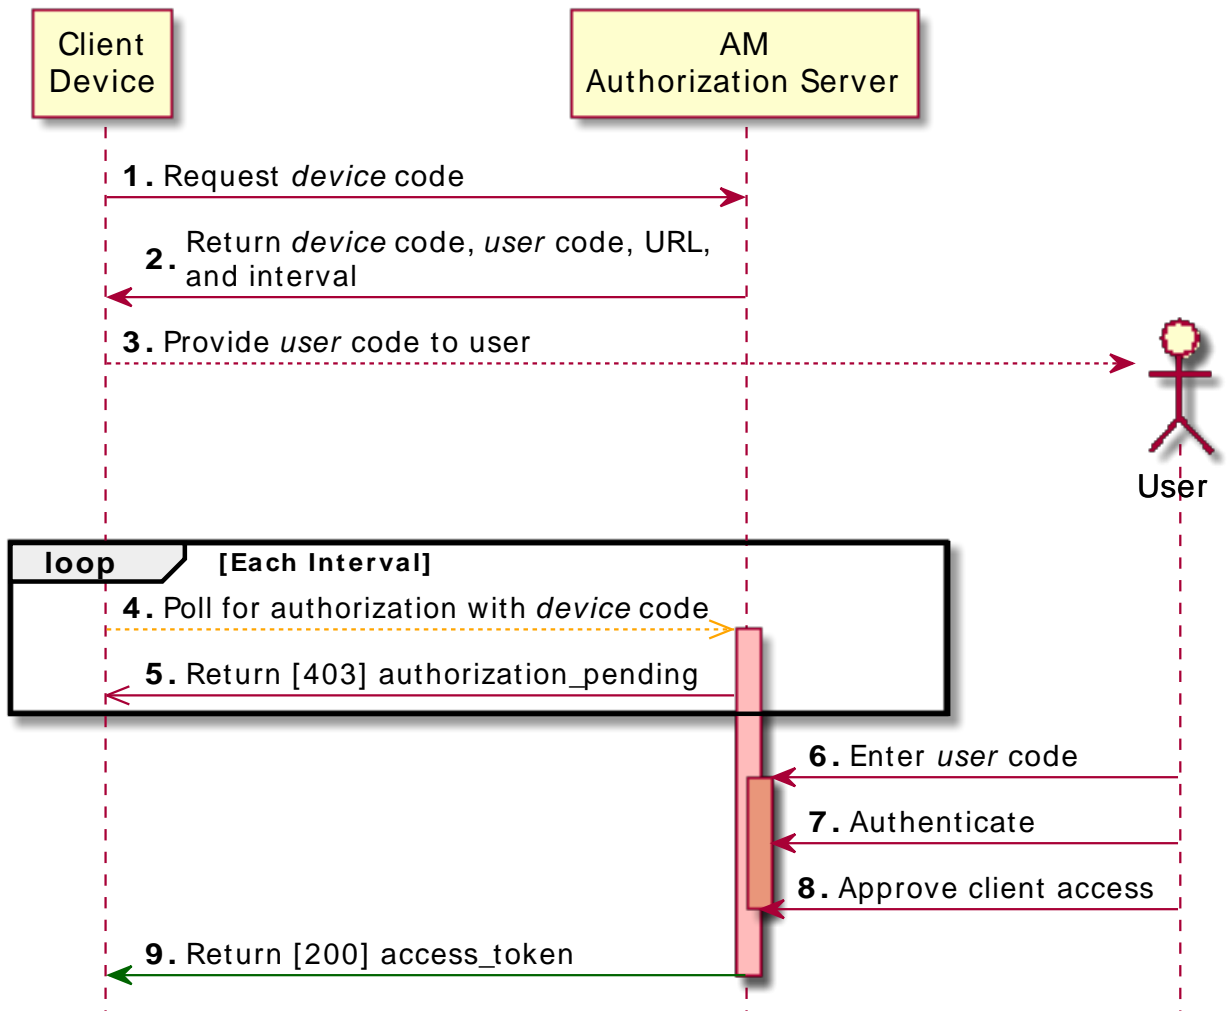 Client
Device
AM
Authorization Server
1. Request device code
2. Return device code, user code, URL,
and interval
3. Provide user code to user
User
loop [Each Interval]
4. Poll for authorization with device code
5. Return [403] authorization_pending
6. Enter user code
7. Authenticate
8. Approve client access
9. Return [200] access_token